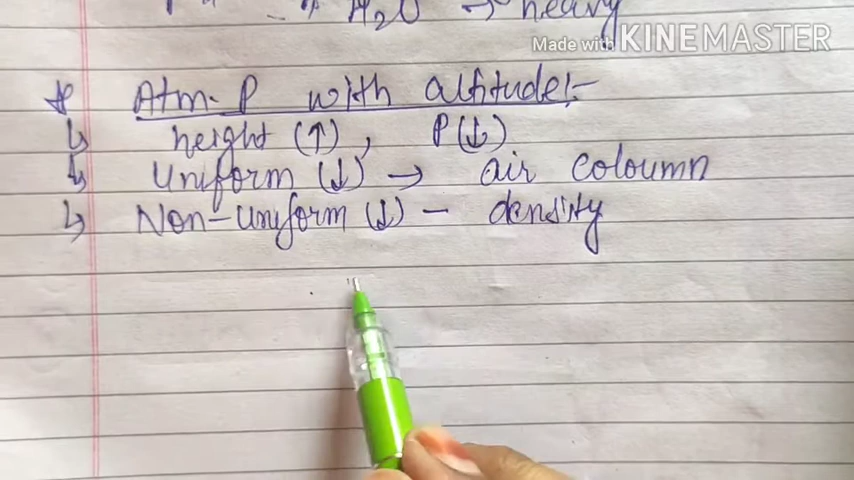 H₂O → heavy
Made with KINEMASTER
* Atm. P with altitude:-
↳ height (↑), P(↓)
↳ uniform (↓) → air coloumn
↳ Non-uniform (↓) - density